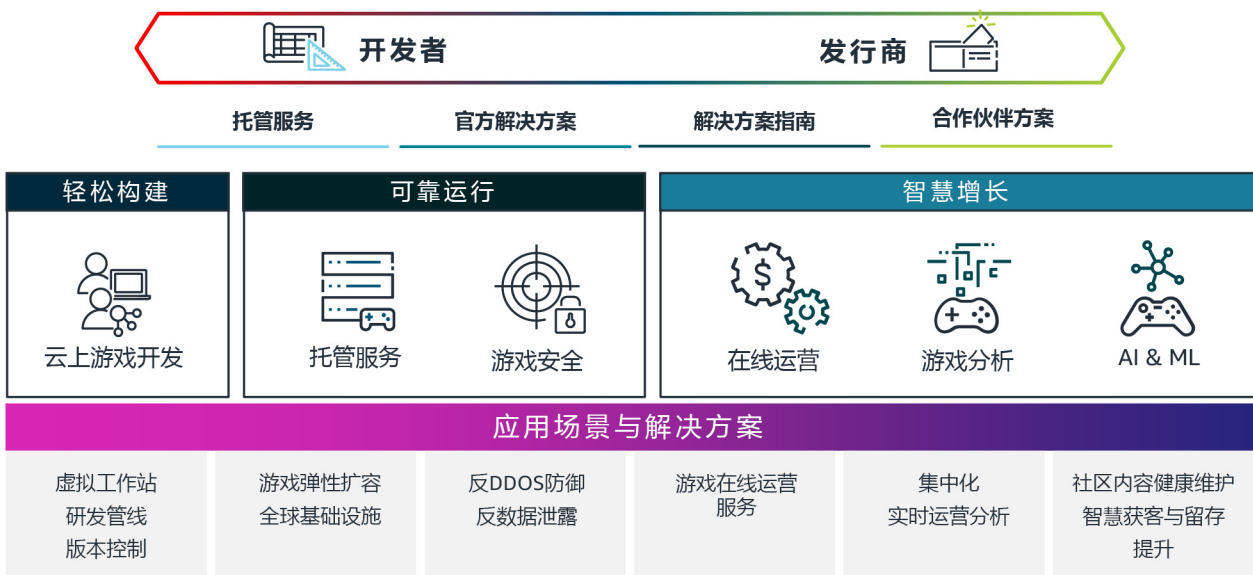 开发者
发行商
托管服务
官方解决方案
解决方案指南
合作伙伴方案
轻松构建
可靠运行
智慧增长
云上游戏开发
托管服务
游戏安全
在线运营
游戏分析
AI & ML
应用场景与解决方案
虚拟工作站
研发管线
版本控制
游戏弹性扩容
全球基础设施
反DDOS防御
反数据泄露
游戏在线运营
服务
集中化
实时运营分析
社区内容健康维护
智慧获客与留存
提升